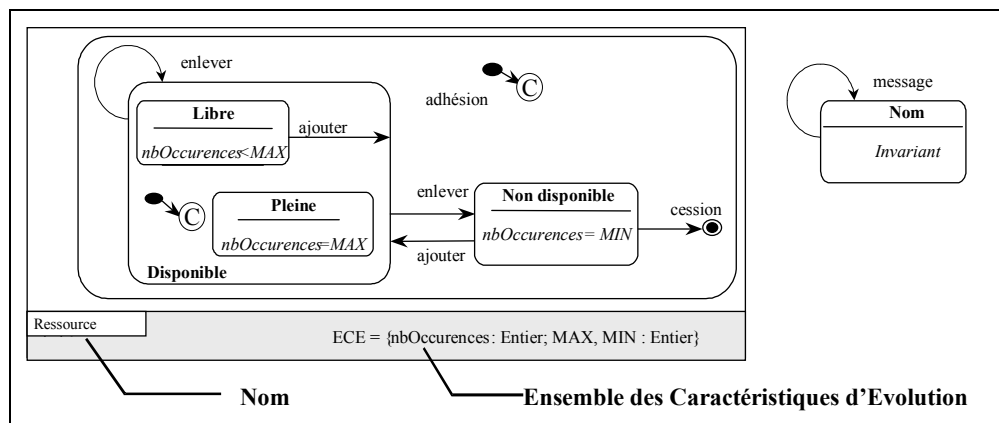 enlever
adhésion
C
Libre
nbOccurences<MAX
ajouter
message
Nom
Invariant
C
Pleine
nbOccurences=MAX
Disponible
enlever
ajouter
Non disponible
nbOccurences= MIN
cession
Ressource
ECE = {nbOccurences: Entier; MAX, MIN : Entier}
Nom
Ensemble des Caractéristiques d’Evolution